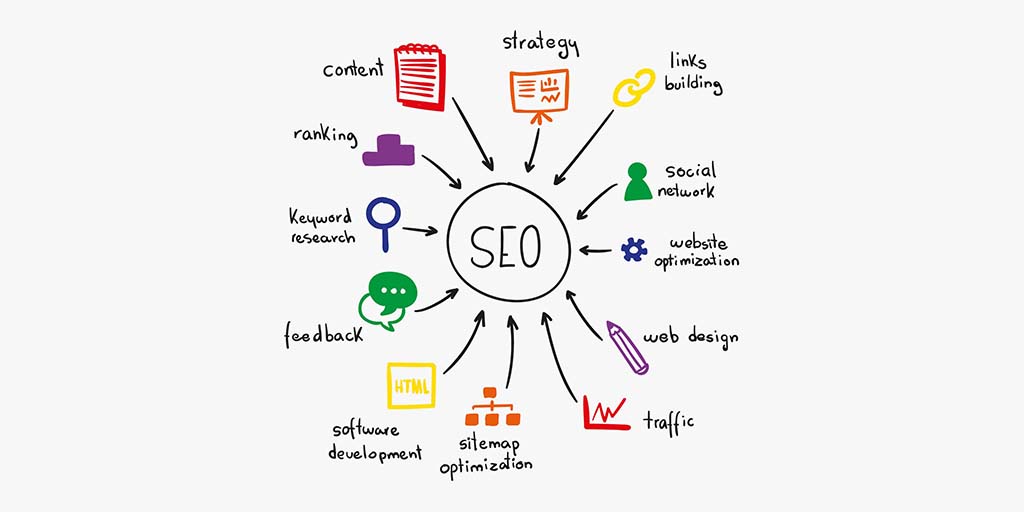 strategy
content
links
building
ranking
social
network
Keyword
research
SEO
website
optimization
feedback
web design
HTML
software
development
sitemap
optimization
traffic